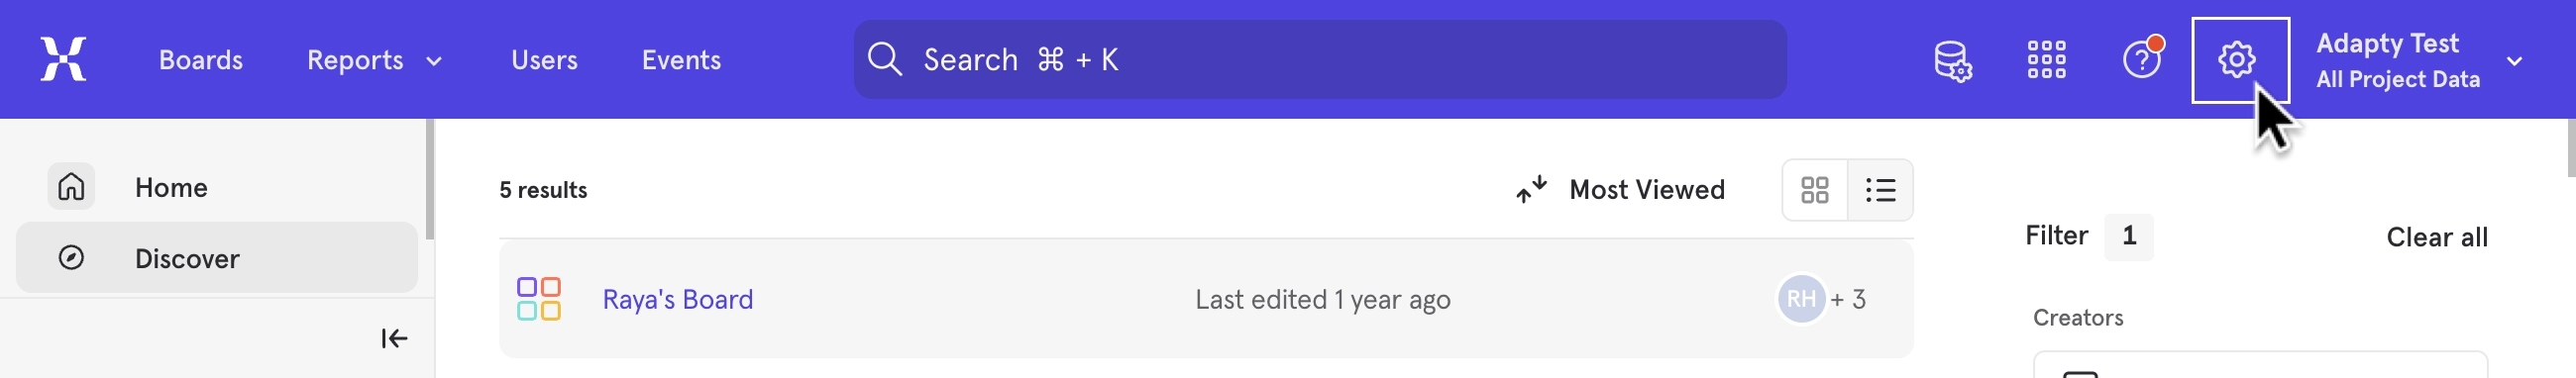 Boards Reports Users Events Search ⌘ + K Adapty Test
All Project Data
Home
Discover
5 results Most Viewed
Filter 1 Clear all
Raya's Board Last edited 1 year ago RH + 3
Creators